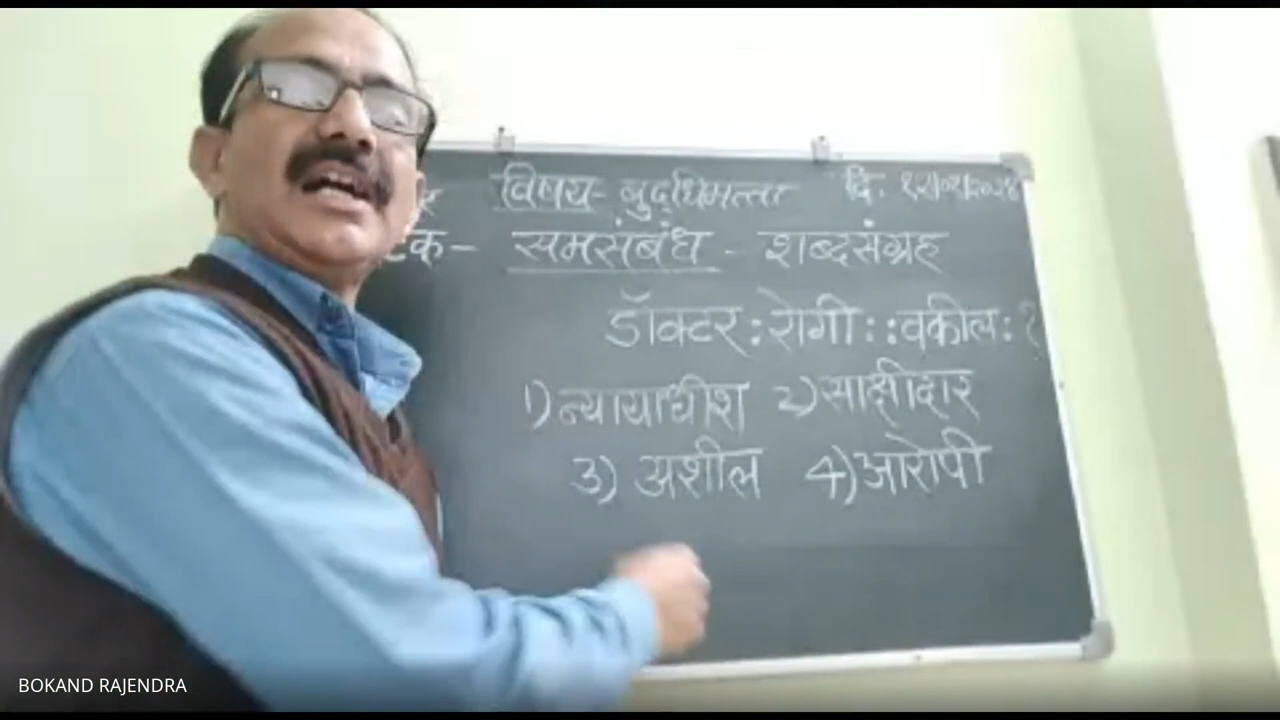 विषय- बुद्धिमत्ता दि.
समसंबंध - शब्दसंग्रह
डॉक्टर : रोगी : : वकील : ?
1) न्यायाधीश 2) साक्षीदार
3) अशील 4) आरोपी
BOKAND RAJENDRA